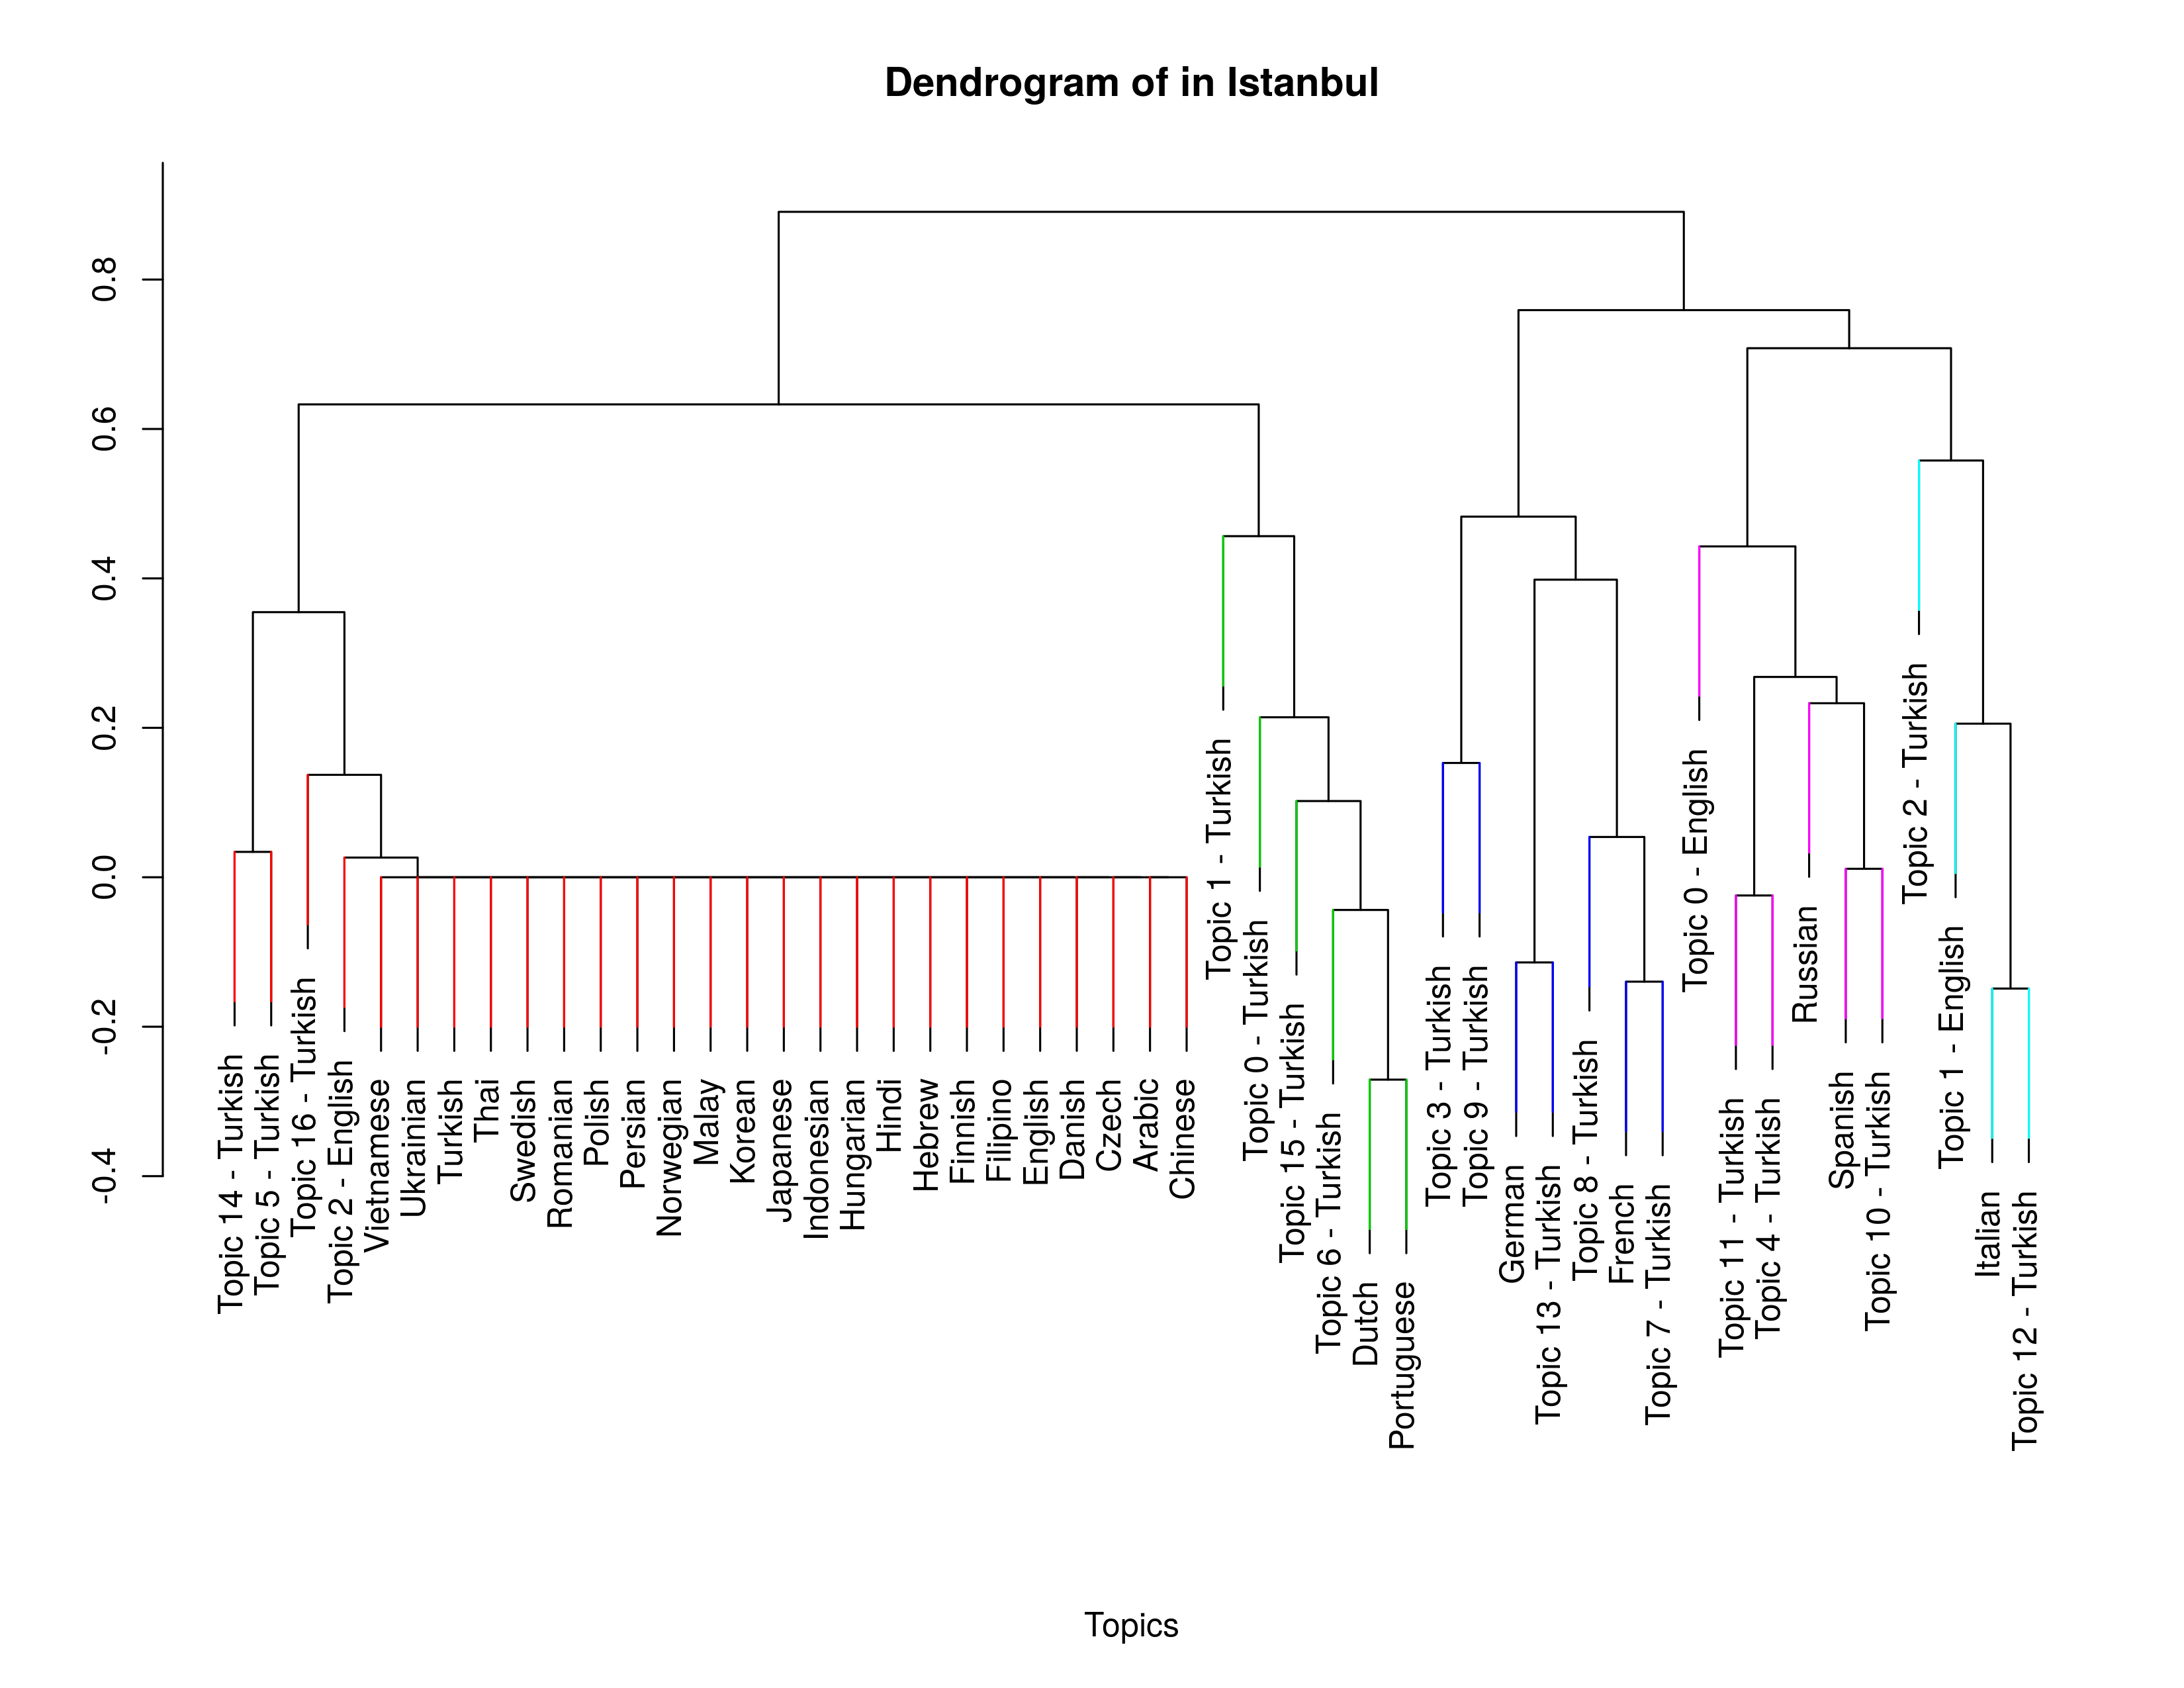 Dendrogram of in Istanbul
0.8
0.6
0.4
0.2
0.0
-0.2
-0.4
Topic 14 - Turkish
Topic 5 - Turkish
Topic 16 - Turkish
Topic 2 - English
Vietnamese
Ukrainian
Turkish
Thai
Swedish
Romanian
Polish
Persian
Norwegian
Malay
Korean
Japanese
Indonesian
Hungarian
Hindi
Hebrew
Finnish
Filipino
English
Danish
Czech
Arabic
Chinese
Topic 1 - Turkish
Topic 0 - Turkish
Topic 15 - Turkish
Topic 6 - Turkish
Dutch
Portuguese
Topic 3 - Turkish
Topic 9 - Turkish
German
Topic 13 - Turkish
Topic 8 - Turkish
French
Topic 7 - Turkish
Topic 0 - English
Topic 11 - Turkish
Topic 4 - Turkish
Russian
Spanish
Topic 10 - Turkish
Topic 2 - Turkish
Topic 1 - English
Italian
Topic 12 - Turkish
Topics